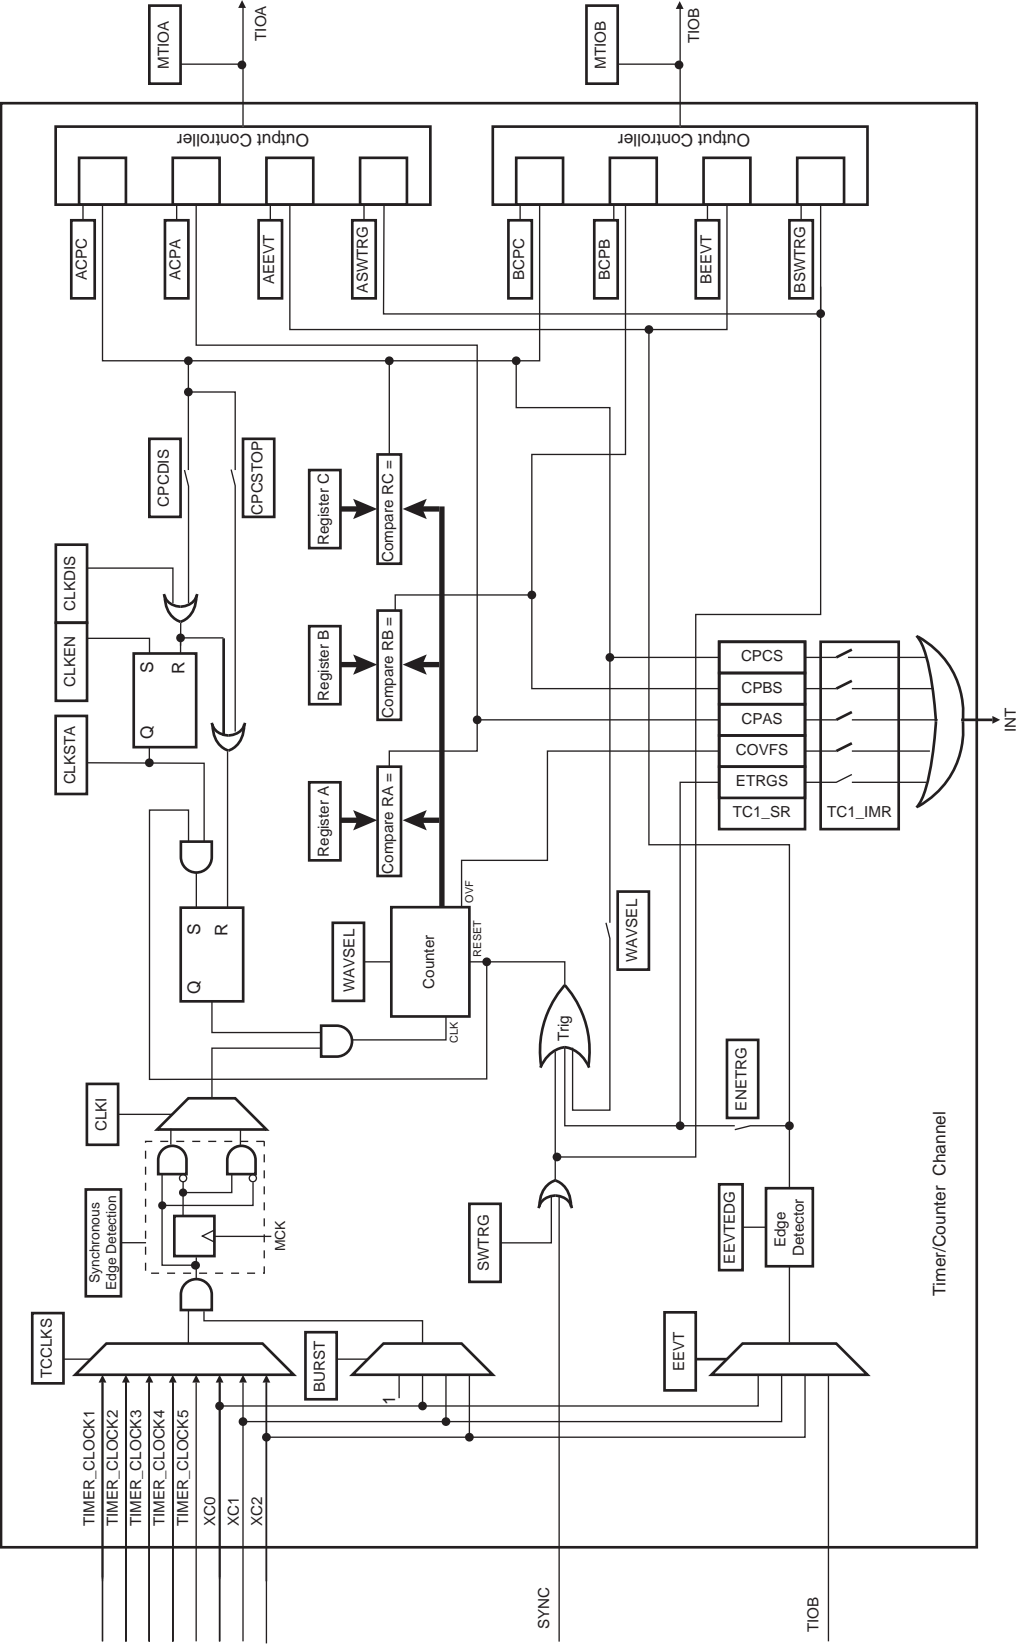 TIMER_CLOCK1
TIMER_CLOCK2
TIMER_CLOCK3
TIMER_CLOCK4
TIMER_CLOCK5
XC0
XC1
XC2
TCCLKS
Synchronous
Edge Detection
CLKI
MCK
BURST
1
CLKSTA
CLKEN
CLKDIS
Q
S
R
Q
S
R
CPCDIS
CPCSTOP
WAVSEL
Counter
CLK
RESET
OVF
Register A
Register B
Register C
Compare RA =
Compare RB =
Compare RC =
ACPC
ACPA
AEEVT
ASWTRG
Output Controller
MTIOA
TIOA
BCPC
BCPB
BEEVT
BSWTRG
Output Controller
MTIOB
TIOB
SYNC
SWTRG
Trig
WAVSEL
TIOB
EEVT
EEVTEDG
Edge
Detector
ENETRG
CPCS
CPBS
CPAS
COVFS
ETRGS
TC1_SR
TC1_IMR
INT
Timer/Counter Channel